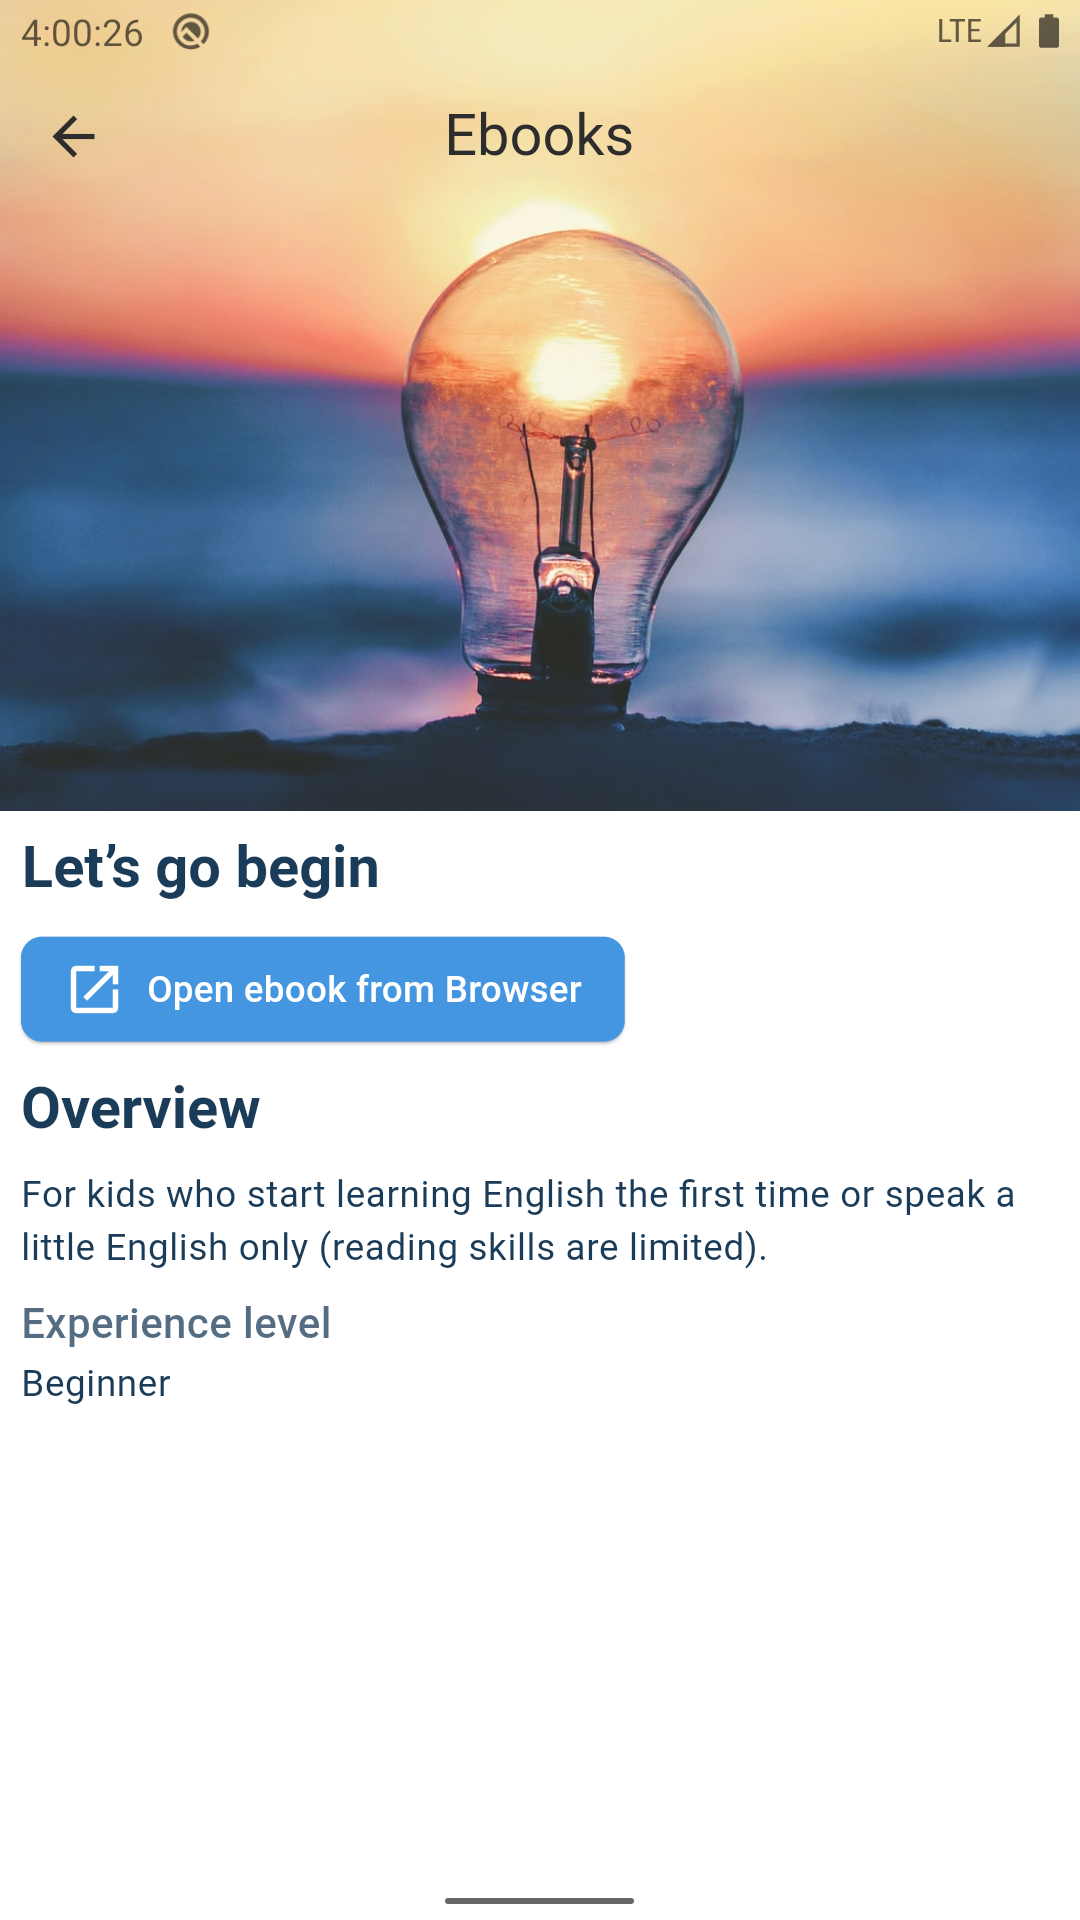 4:00:26 LTE
Ebooks
Let’s go begin
Open ebook from Browser
Overview
For kids who start learning English the first time or speak a
little English only (reading skills are limited).
Experience level
Beginner